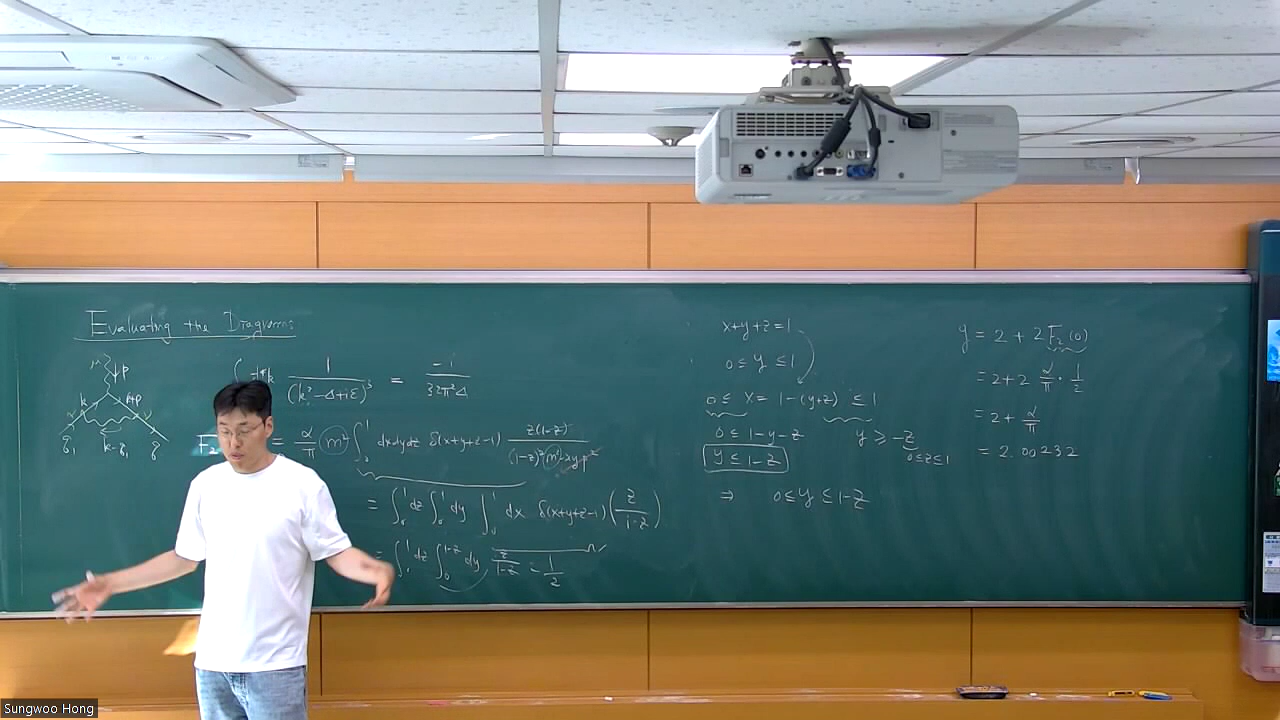 Evaluating the Diagrams
μ
p
k
k+p
q₁
k-q₁
q
∫ d⁴k 1/(k²-Δ+iε)³ = -i/32π²Δ
F₂ = α/π m² ∫₀¹ dxdydz δ(x+y+z-1) z(1-z)/((1-z)²m²-xyp²)
= ∫₀¹ dz ∫₀¹ dy ∫₀¹ dx δ(x+y+z-1) (z/1-z)
= ∫₀¹ dz ∫₀^{1-z} dy z/1-z = 1/2
x+y+z=1
0≤ y ≤1
0≤ x = 1-(y+z) ≤ 1
0 ≤ 1-y-z
y ≥ -z
0≤z≤1
y ≤ 1-z
⇒ 0≤y≤1-z
g = 2 + 2F₂(0)
= 2+2 α/π · 1/2
= 2+ α/π
= 2.00232
Sungwoo Hong